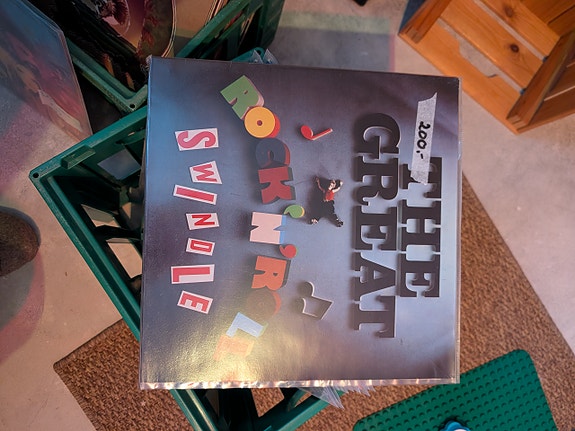 THE
GREAT
ROCK 'N' ROLL
SWINDLE
200.-